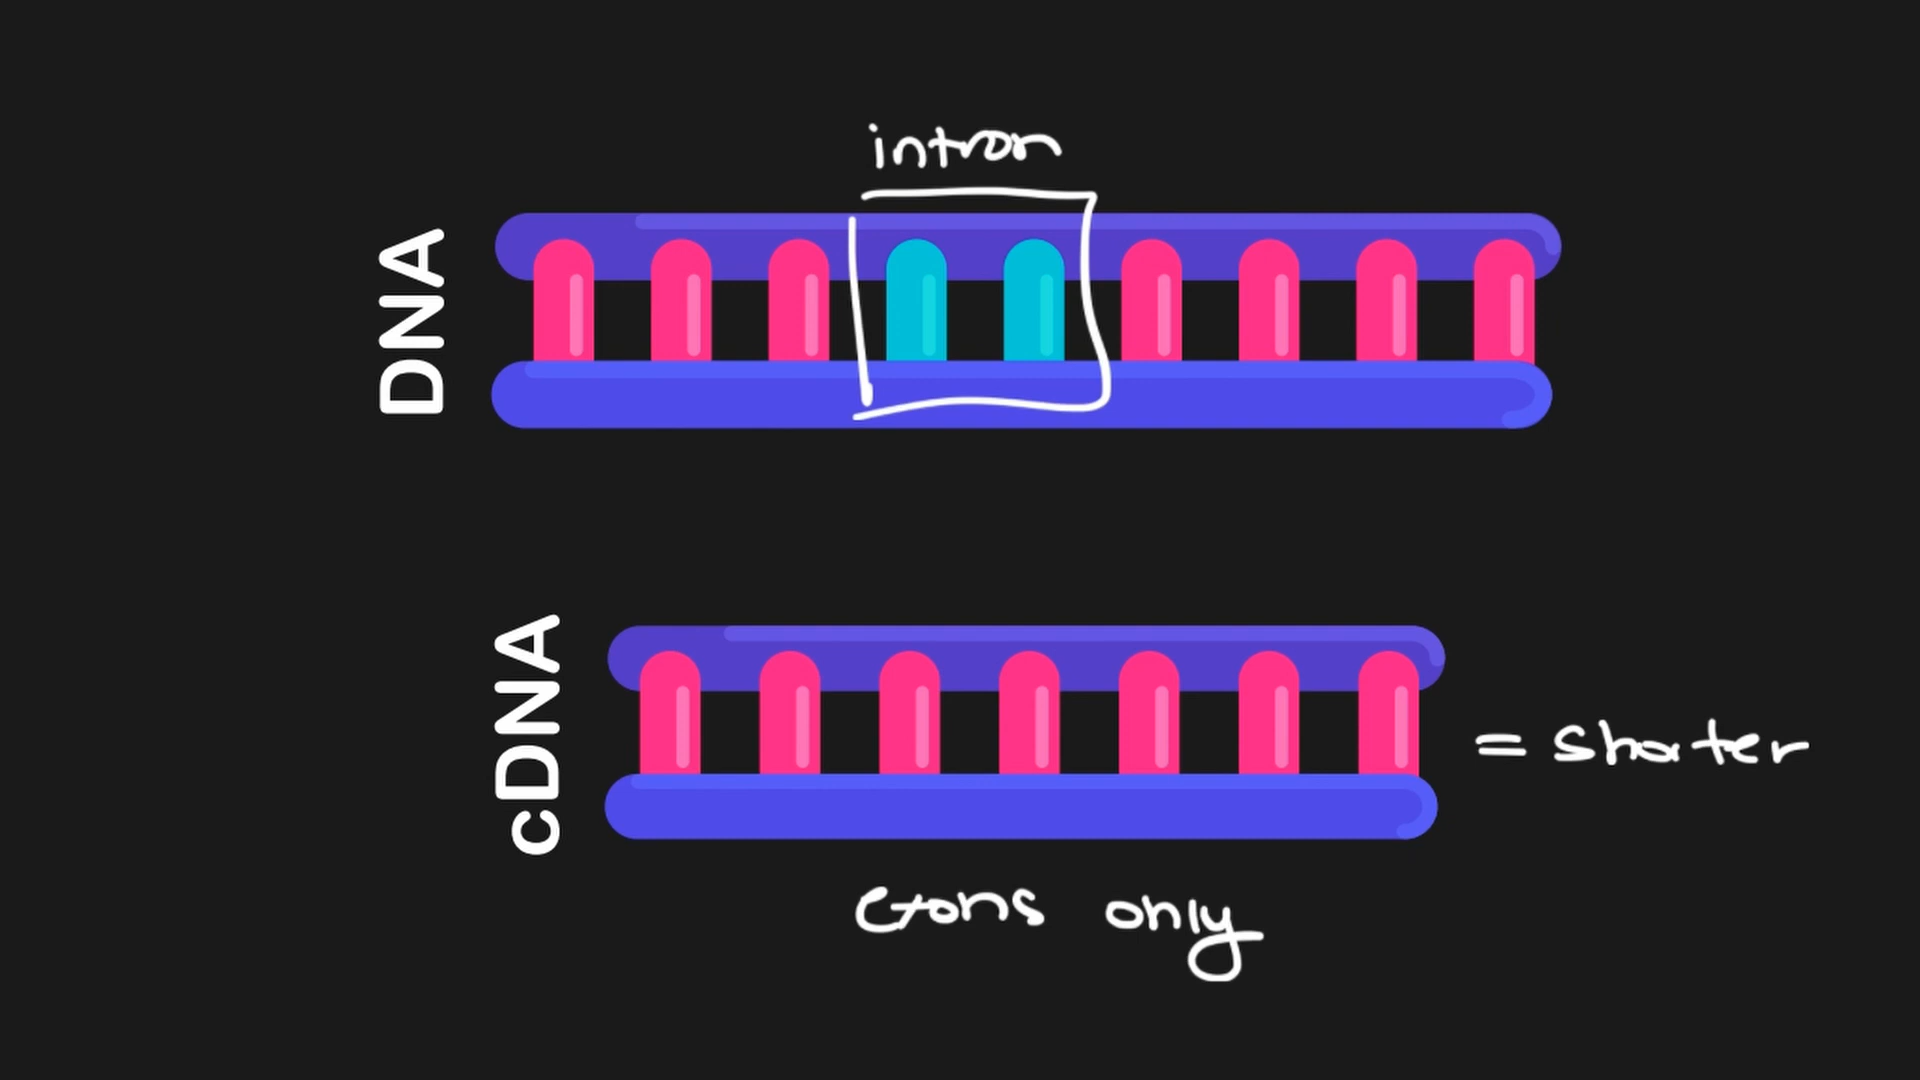 intron
DNA
cDNA
= shorter
Exons only